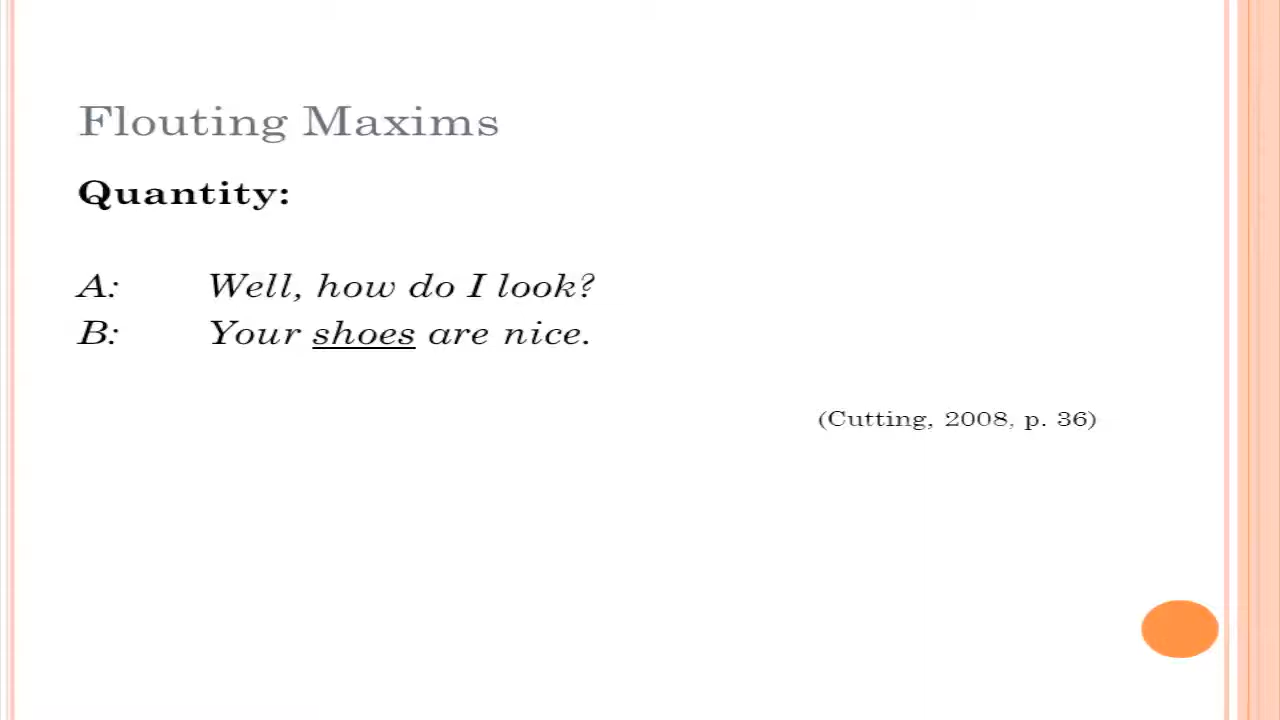 Flouting Maxims
Quantity:
A: Well, how do I look?
B: Your shoes are nice.
(Cutting, 2008, p. 36)